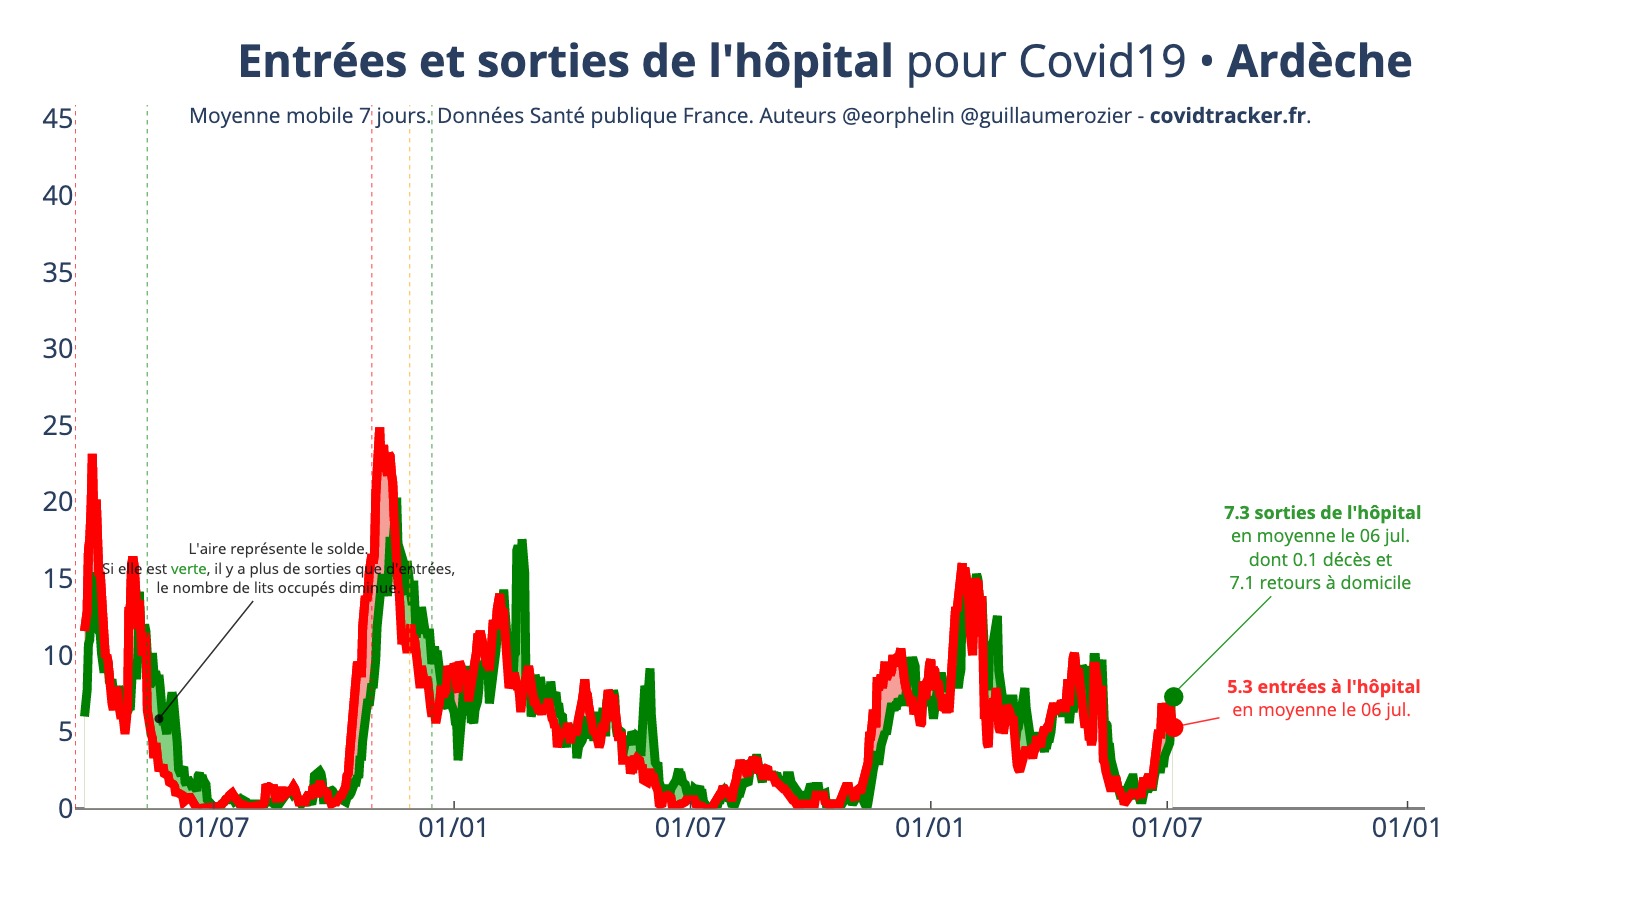 Entrées et sorties de l'hôpital pour Covid19 • Ardèche
Moyenne mobile 7 jours. Données Santé publique France. Auteurs @eorphelin @guillaumerozier - covidtracker.fr.
45
40
35
30
25
20
15
10
5
0
L'aire représente le solde.
Si elle est verte, il y a plus de sorties que d'entrées,
le nombre de lits occupés diminue.
7.3 sorties de l'hôpital
en moyenne le 06 jul.
dont 0.1 décès et
7.1 retours à domicile
5.3 entrées à l'hôpital
en moyenne le 06 jul.
01/07 01/01 01/07 01/01 01/07 01/01